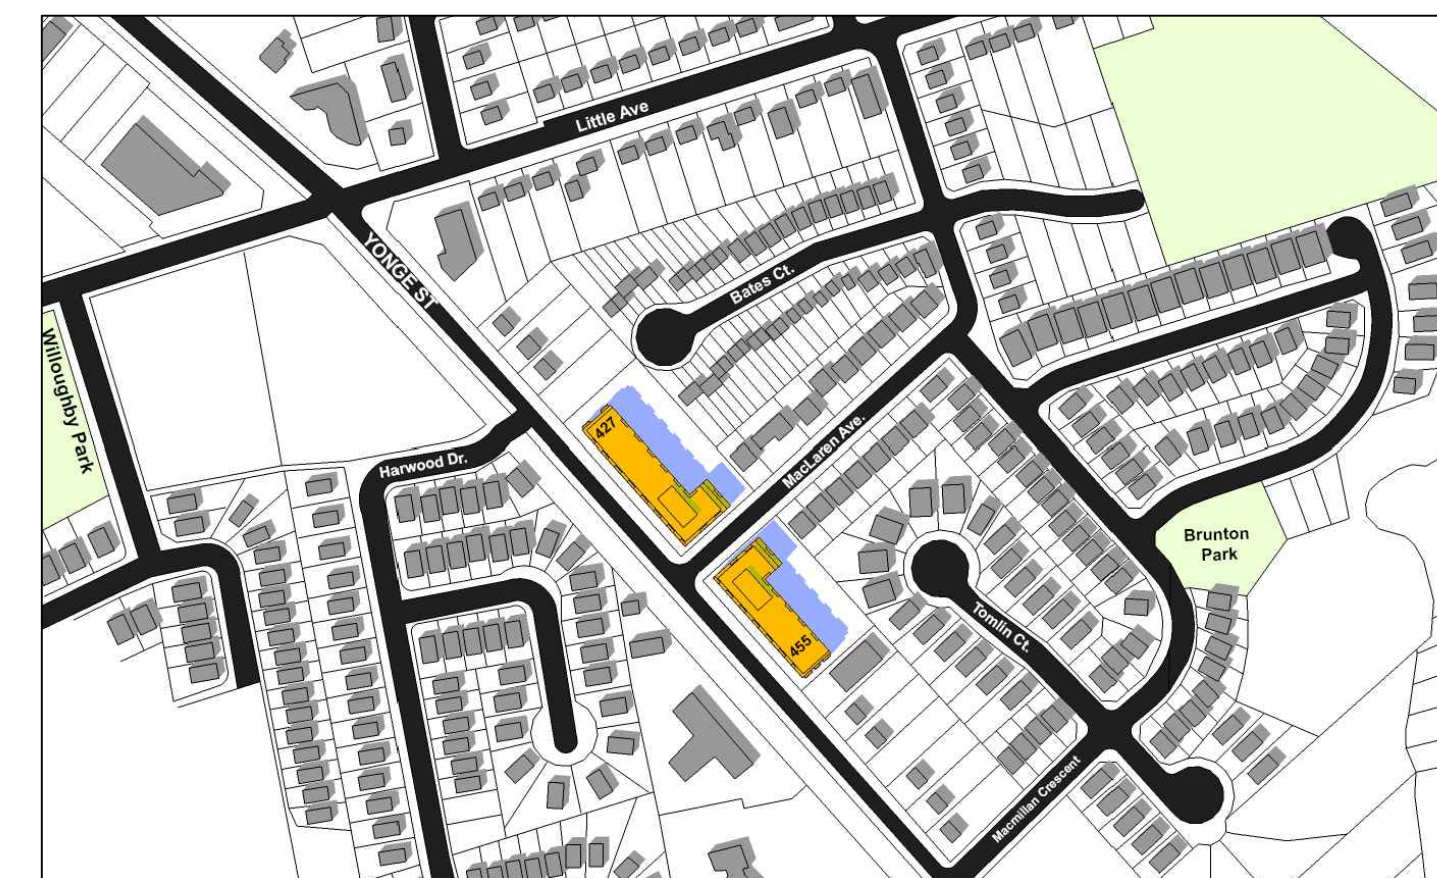 Little Ave
YONGE ST
Bates Ct.
Willoughby Park
427
MacLaren Ave.
Harwood Dr.
Brunton
Park
455
Tomlin Ct.
Macmillan Crescent